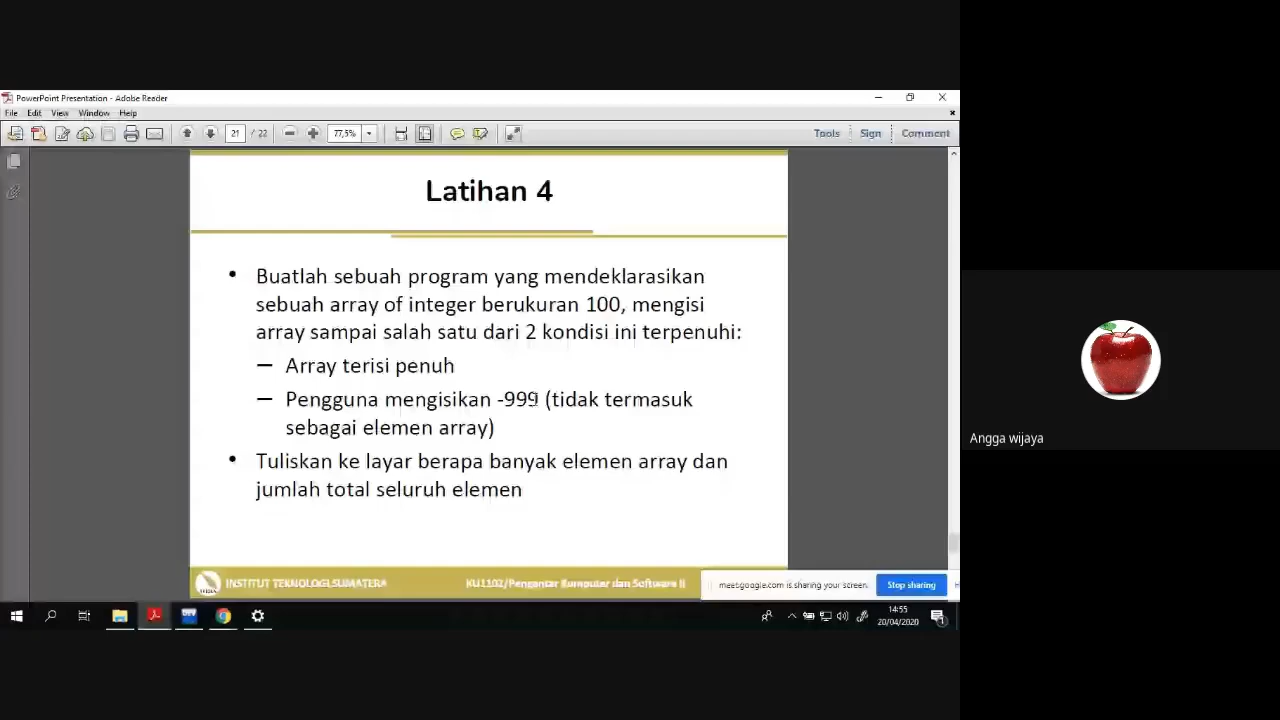 PowerPoint Presentation - Adobe Reader
File Edit View Window Help
21 / 22 77,5% Tools Sign Comment
Latihan 4
• Buatlah sebuah program yang mendeklarasikan
sebuah array of integer berukuran 100, mengisi
array sampai salah satu dari 2 kondisi ini terpenuhi:
– Array terisi penuh
– Pengguna mengisikan -999 (tidak termasuk
sebagai elemen array)
• Tuliskan ke layar berapa banyak elemen array dan
jumlah total seluruh elemen
INSTITUT TEKNOLOGI SUMATERA KU1102/Pengantar Komputer dan Software II
meet.google.com is sharing your screen. Stop sharing
14:55
20/04/2020
Angga wijaya